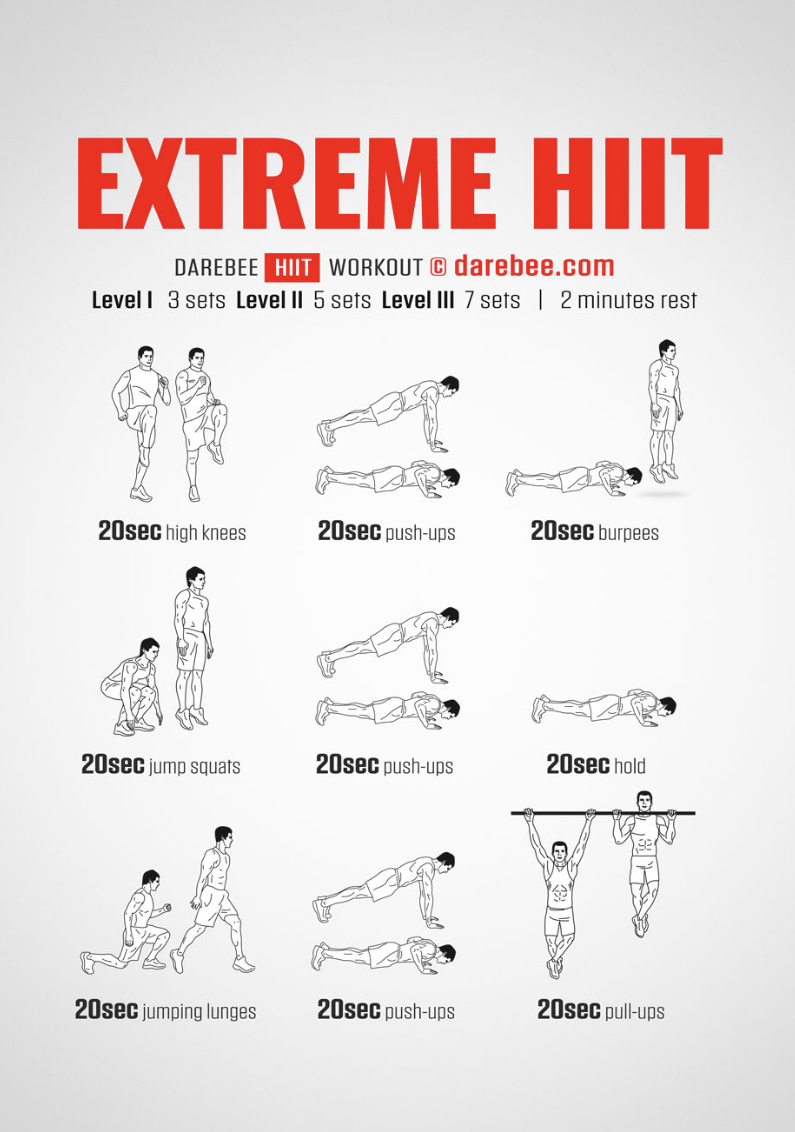 EXTREME HIIT
DAREBEE HIIT WORKOUT © darebee.com
Level I 3 sets Level II 5 sets Level III 7 sets | 2 minutes rest
20sec high knees
20sec push-ups
20sec burpees
20sec jump squats
20sec push-ups
20sec hold
20sec jumping lunges
20sec push-ups
20sec pull-ups